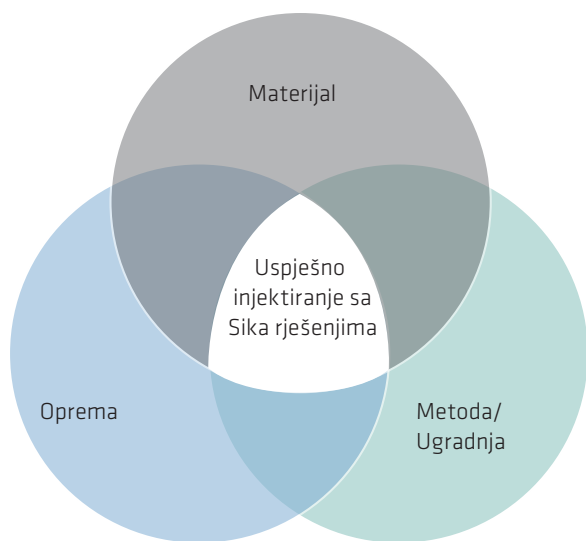 Materijal
Uspješno
injektiranje sa
Sika rješenjima
Oprema
Metoda/
Ugradnja